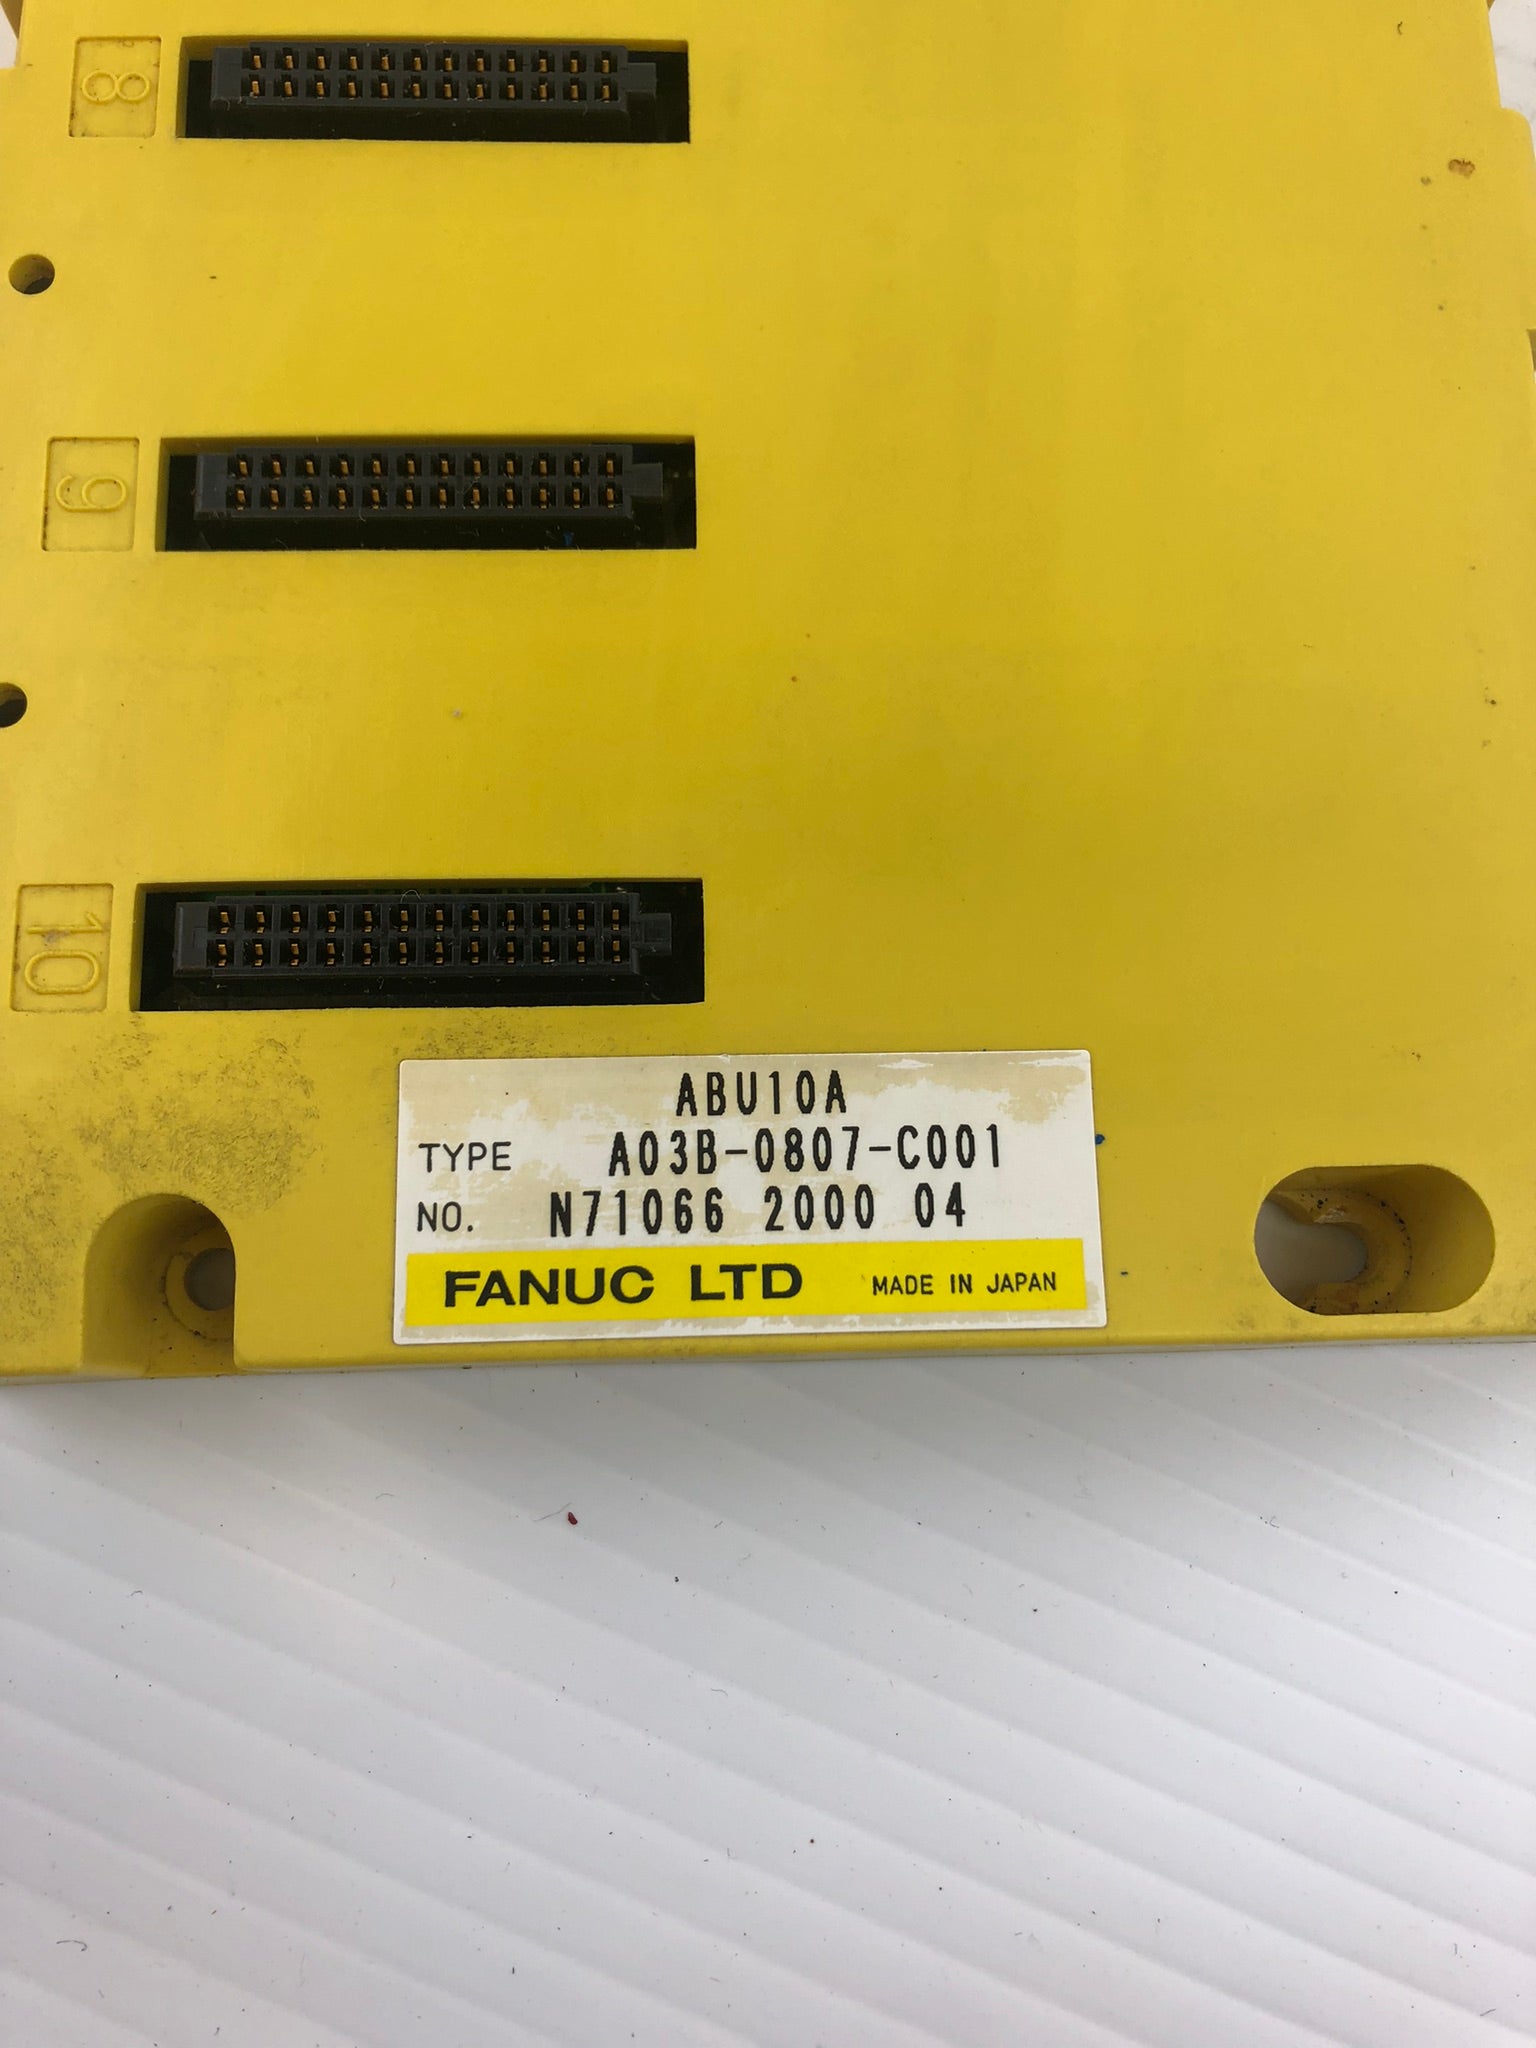 8
9
10
ABU10A
TYPE A03B-0807-C001
NO. N71066 2000 04
FANUC LTD MADE IN JAPAN